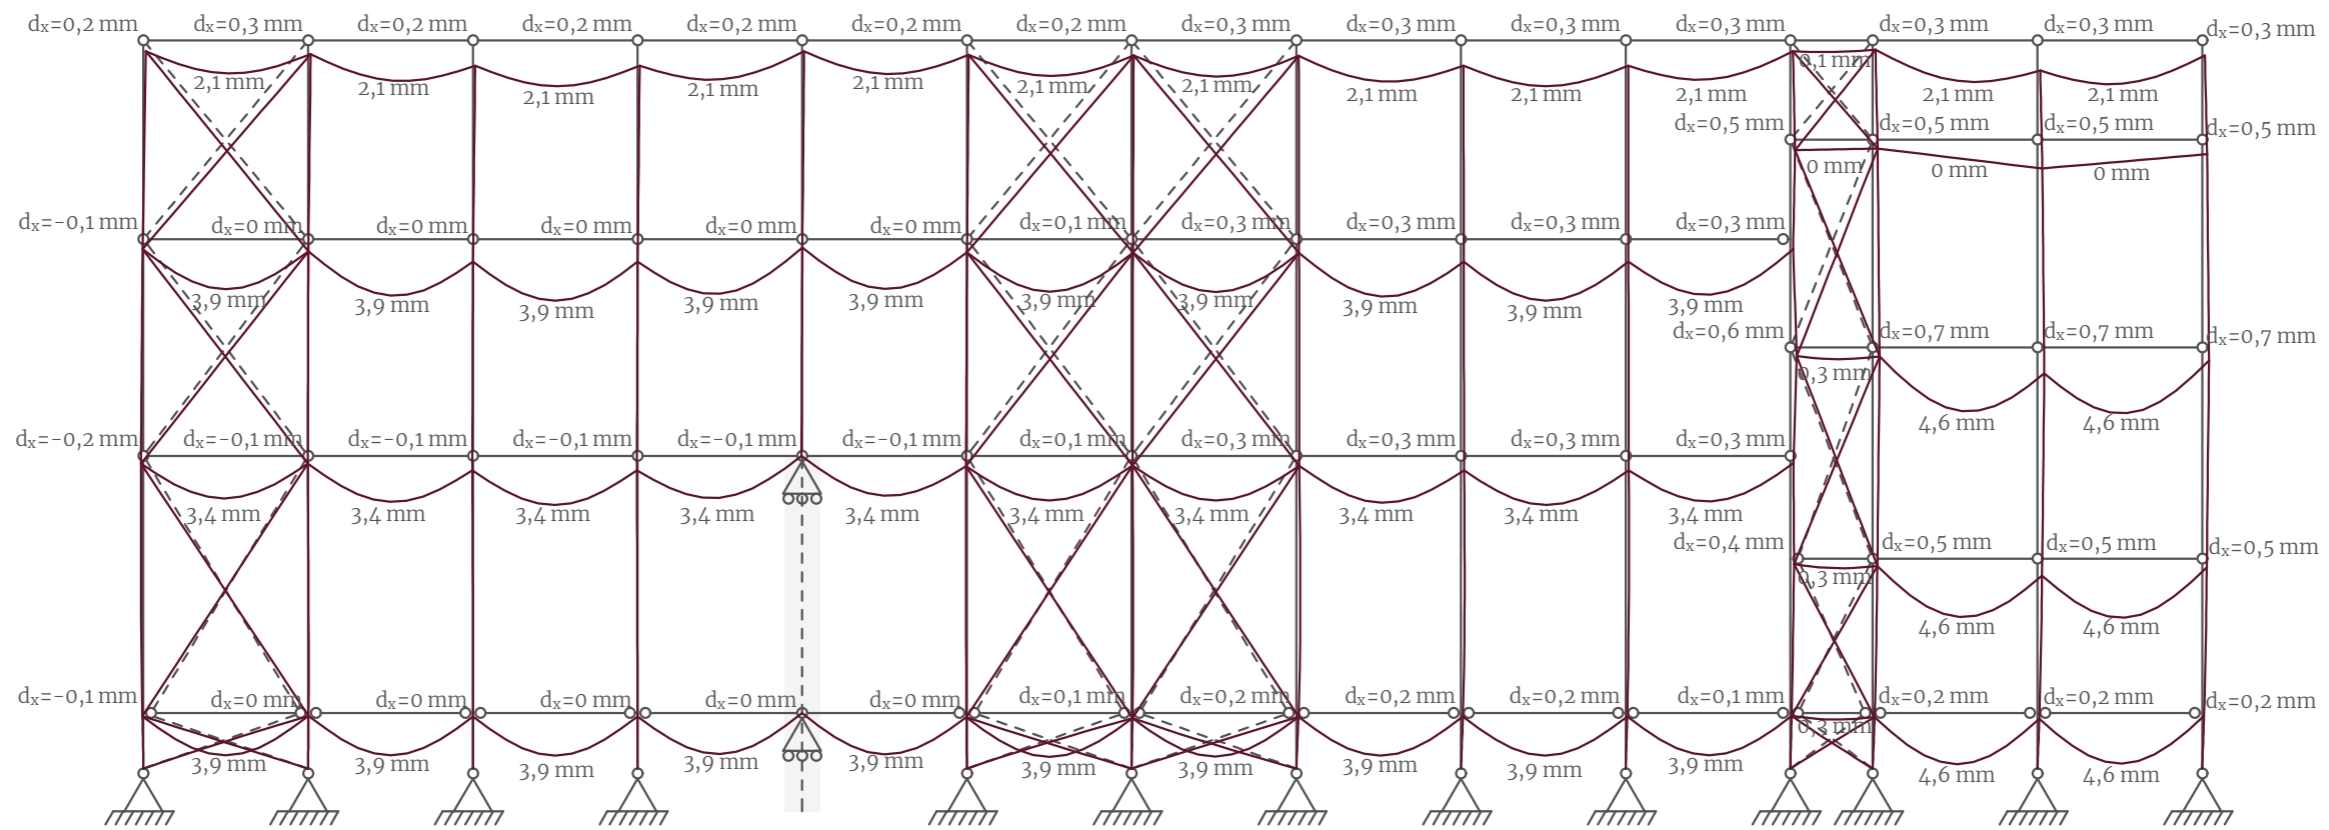 dₓ=0,2 mm dₓ=0,3 mm dₓ=0,2 mm dₓ=0,2 mm dₓ=0,2 mm dₓ=0,2 mm dₓ=0,2 mm dₓ=0,3 mm dₓ=0,3 mm dₓ=0,3 mm dₓ=0,3 mm dₓ=0,3 mm dₓ=0,3 mm dₓ=0,3 mm
2,1 mm 2,1 mm 2,1 mm 2,1 mm 2,1 mm 2,1 mm 2,1 mm 2,1 mm 2,1 mm 2,1 mm 0,1 mm 2,1 mm 2,1 mm
dₓ=0,5 mm dₓ=0,5 mm dₓ=0,5 mm dₓ=0,5 mm
0 mm 0 mm 0 mm
dₓ=-0,1 mm dₓ=0 mm dₓ=0 mm dₓ=0 mm dₓ=0 mm dₓ=0 mm dₓ=0,1 mm dₓ=0,3 mm dₓ=0,3 mm dₓ=0,3 mm dₓ=0,3 mm
3,9 mm 3,9 mm 3,9 mm 3,9 mm 3,9 mm 3,9 mm 3,9 mm 3,9 mm 3,9 mm 3,9 mm
dₓ=0,6 mm dₓ=0,7 mm dₓ=0,7 mm dₓ=0,7 mm
0,3 mm 4,6 mm 4,6 mm
dₓ=-0,2 mm dₓ=-0,1 mm dₓ=-0,1 mm dₓ=-0,1 mm dₓ=-0,1 mm dₓ=-0,1 mm dₓ=0,1 mm dₓ=0,3 mm dₓ=0,3 mm dₓ=0,3 mm dₓ=0,3 mm
3,4 mm 3,4 mm 3,4 mm 3,4 mm 3,4 mm 3,4 mm 3,4 mm 3,4 mm 3,4 mm 3,4 mm
dₓ=0,4 mm dₓ=0,5 mm dₓ=0,5 mm dₓ=0,5 mm
0,3 mm 4,6 mm 4,6 mm
dₓ=-0,1 mm dₓ=0 mm dₓ=0 mm dₓ=0 mm dₓ=0 mm dₓ=0 mm dₓ=0,1 mm dₓ=0,2 mm dₓ=0,2 mm dₓ=0,2 mm dₓ=0,1 mm dₓ=0,2 mm dₓ=0,2 mm dₓ=0,2 mm
3,9 mm 3,9 mm 3,9 mm 3,9 mm 3,9 mm 3,9 mm 3,9 mm 3,9 mm 3,9 mm 3,9 mm 0,3 mm 4,6 mm 4,6 mm